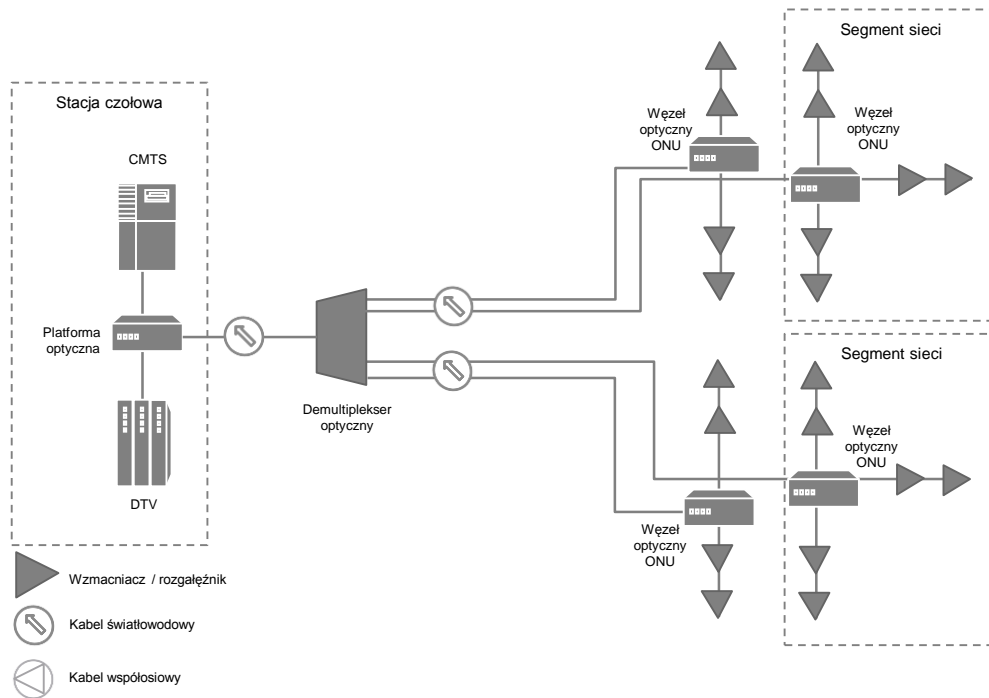 Segment sieci
Stacja czołowa
CMTS
Węzeł
optyczny
ONU
Węzeł
optyczny
ONU
Platforma
optyczna
Demultiplekser
optyczny
Segment sieci
Węzeł
optyczny
ONU
DTV
Węzeł
optyczny
ONU
Wzmacniacz / rozgałęźnik
Kabel światłowodowy
Kabel współosiowy